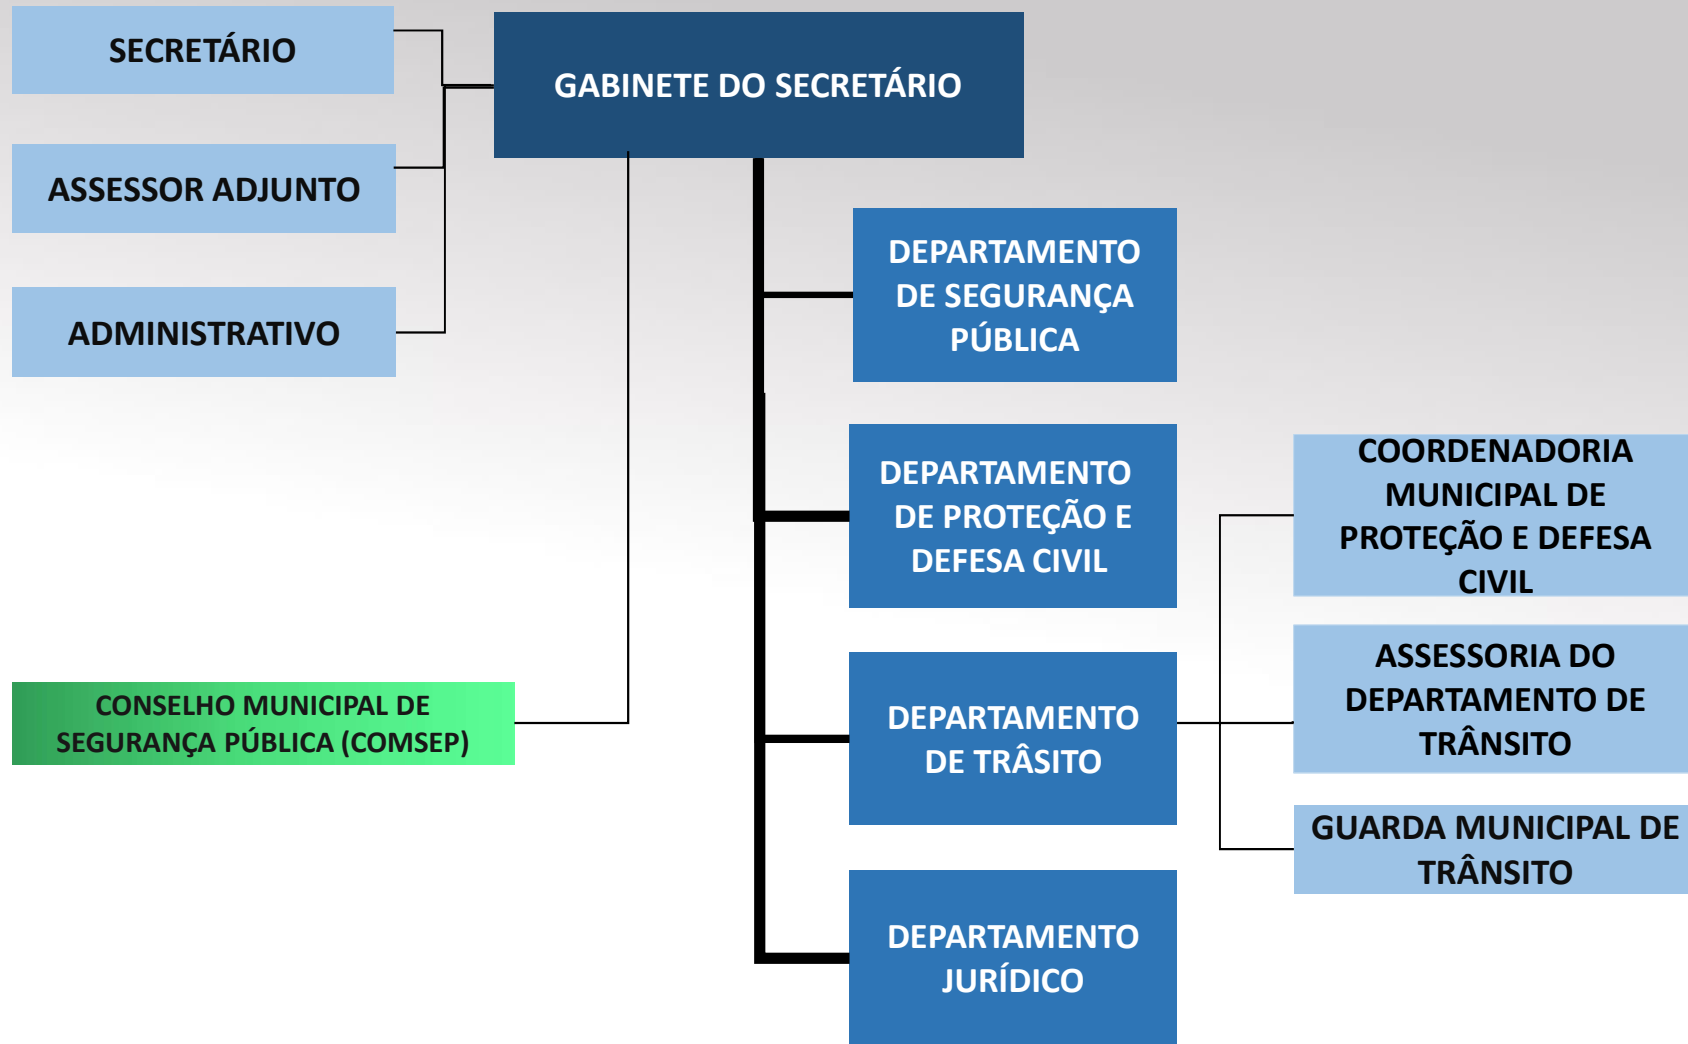 SECRETÁRIO
GABINETE DO SECRETÁRIO
ASSESSOR ADJUNTO
ADMINISTRATIVO
DEPARTAMENTO
DE SEGURANÇA
PÚBLICA
DEPARTAMENTO
DE PROTEÇÃO E
DEFESA CIVIL
COORDENADORIA
MUNICIPAL DE
PROTEÇÃO E DEFESA
CIVIL
ASSESSORIA DO
DEPARTAMENTO DE
TRÂNSITO
CONSELHO MUNICIPAL DE
SEGURANÇA PÚBLICA (COMSEP)
DEPARTAMENTO
DE TRÂSITO
GUARDA MUNICIPAL DE
TRÂNSITO
DEPARTAMENTO
JURÍDICO